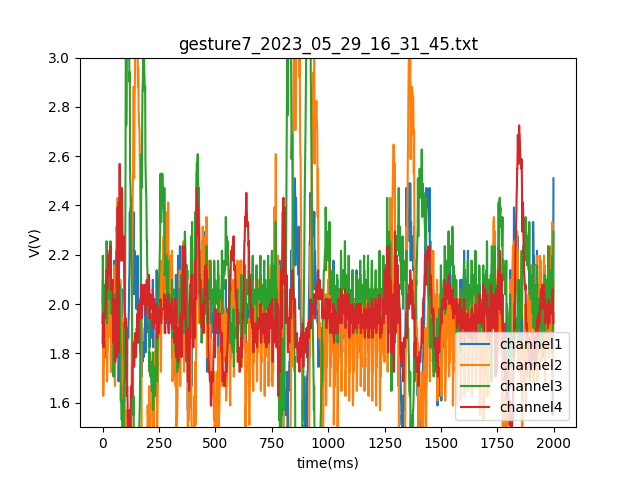 gesture7_2023_05_29_16_31_45.txt
3.0
2.8
2.6
2.4
2.2
2.0
1.8
1.6
V(V)
channel1
channel2
channel3
channel4
0 250 500 750 1000 1250 1500 1750 2000
time(ms)